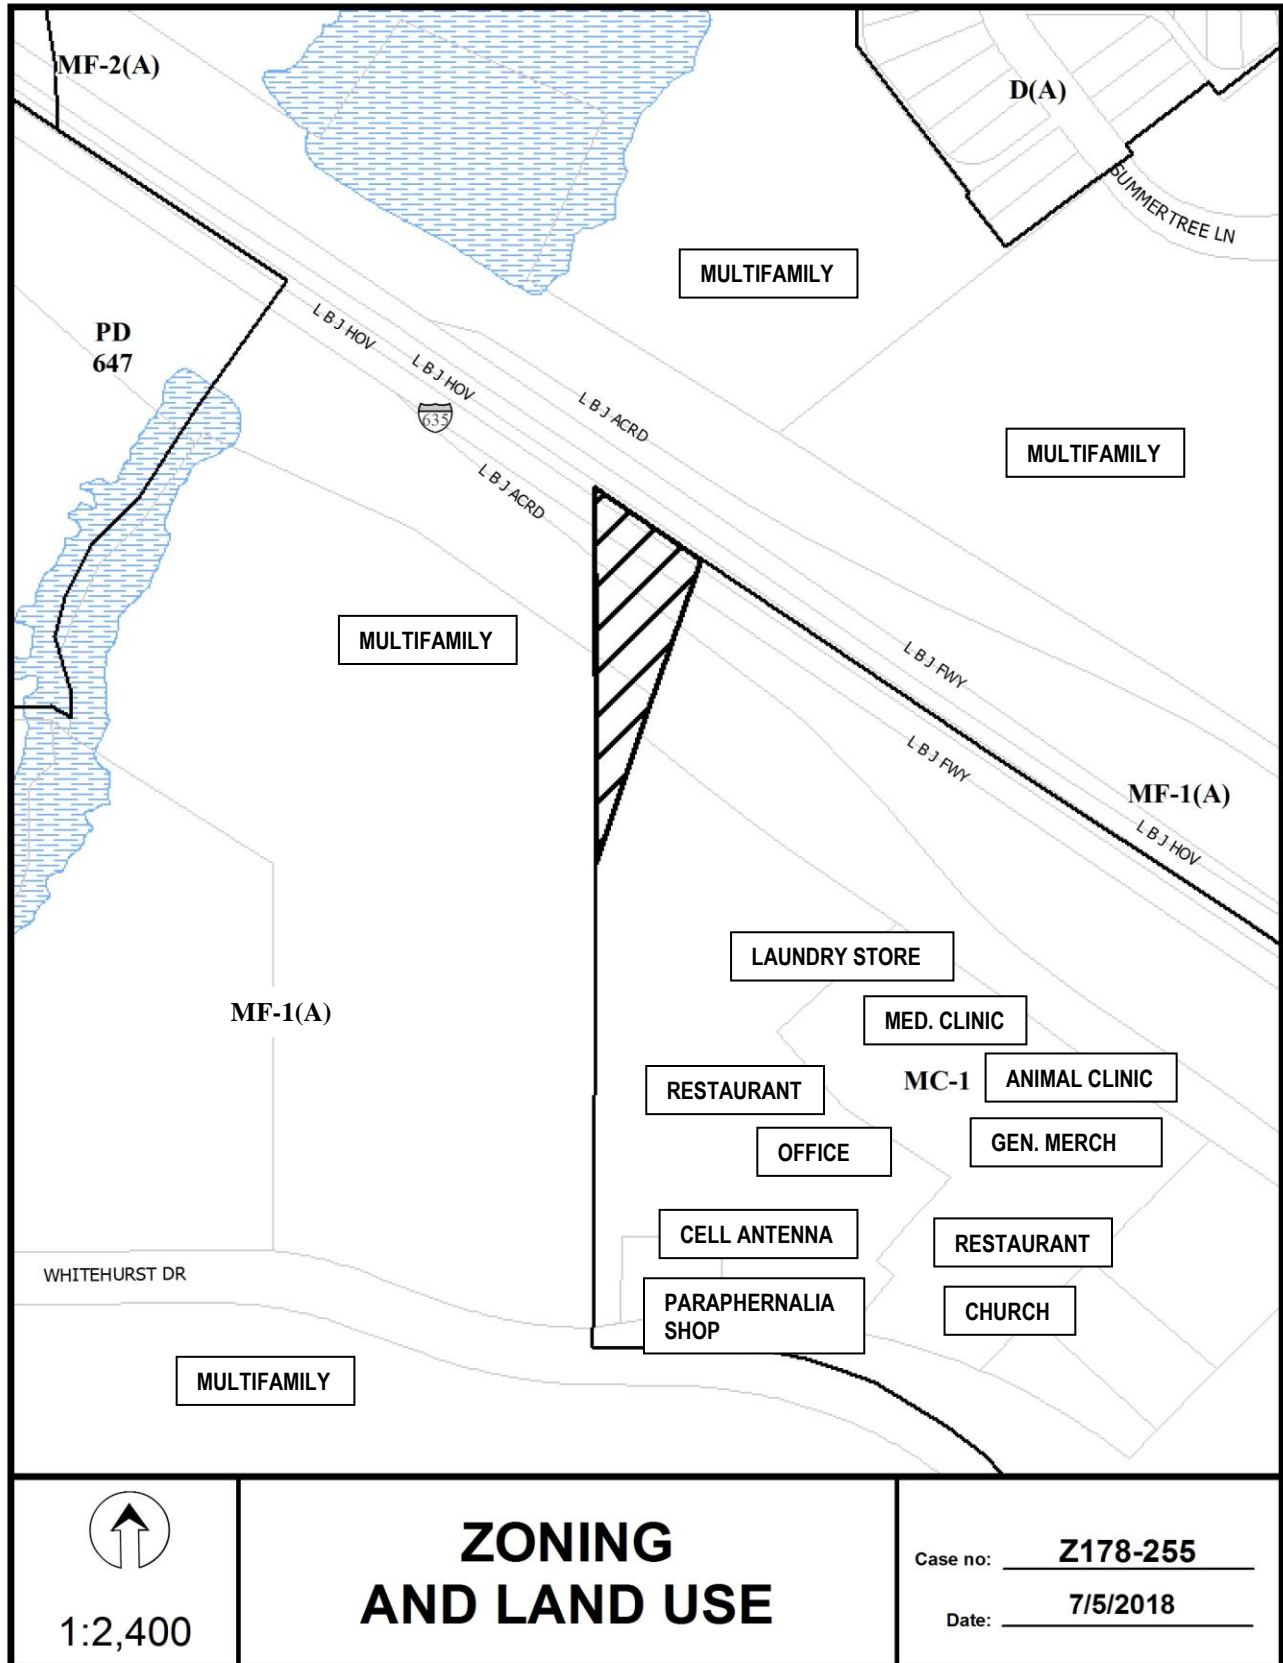 MF-2(A)
D(A)
SUMMERTREE LN
MULTIFAMILY
PD
647
L B J HOV
L B J HOV
635
L B J ACRD
L B J ACRD
MULTIFAMILY
MULTIFAMILY
L B J FWY
L B J FWY
MF-1(A)
L B J HOV
LAUNDRY STORE
MF-1(A)
MED. CLINIC
MC-1
ANIMAL CLINIC
RESTAURANT
OFFICE
GEN. MERCH
CELL ANTENNA
RESTAURANT
WHITEHURST DR
PARAPHERNALIA
SHOP
CHURCH
MULTIFAMILY
1:2,400
ZONING
AND LAND USE
Case no: Z178-255
Date: 7/5/2018